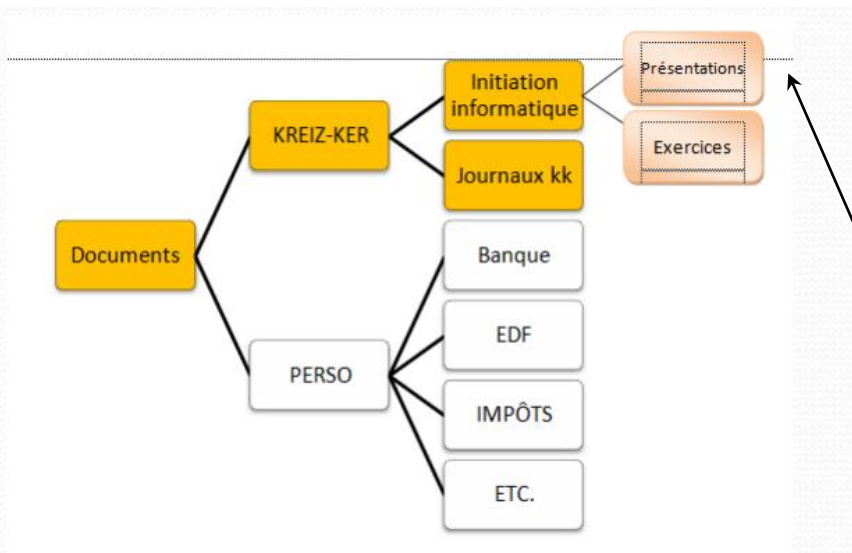 Documents
KREIZ-KER
Initiation
informatique
Présentations
Exercices
Journaux kk
PERSO
Banque
EDF
IMPÔTS
ETC.